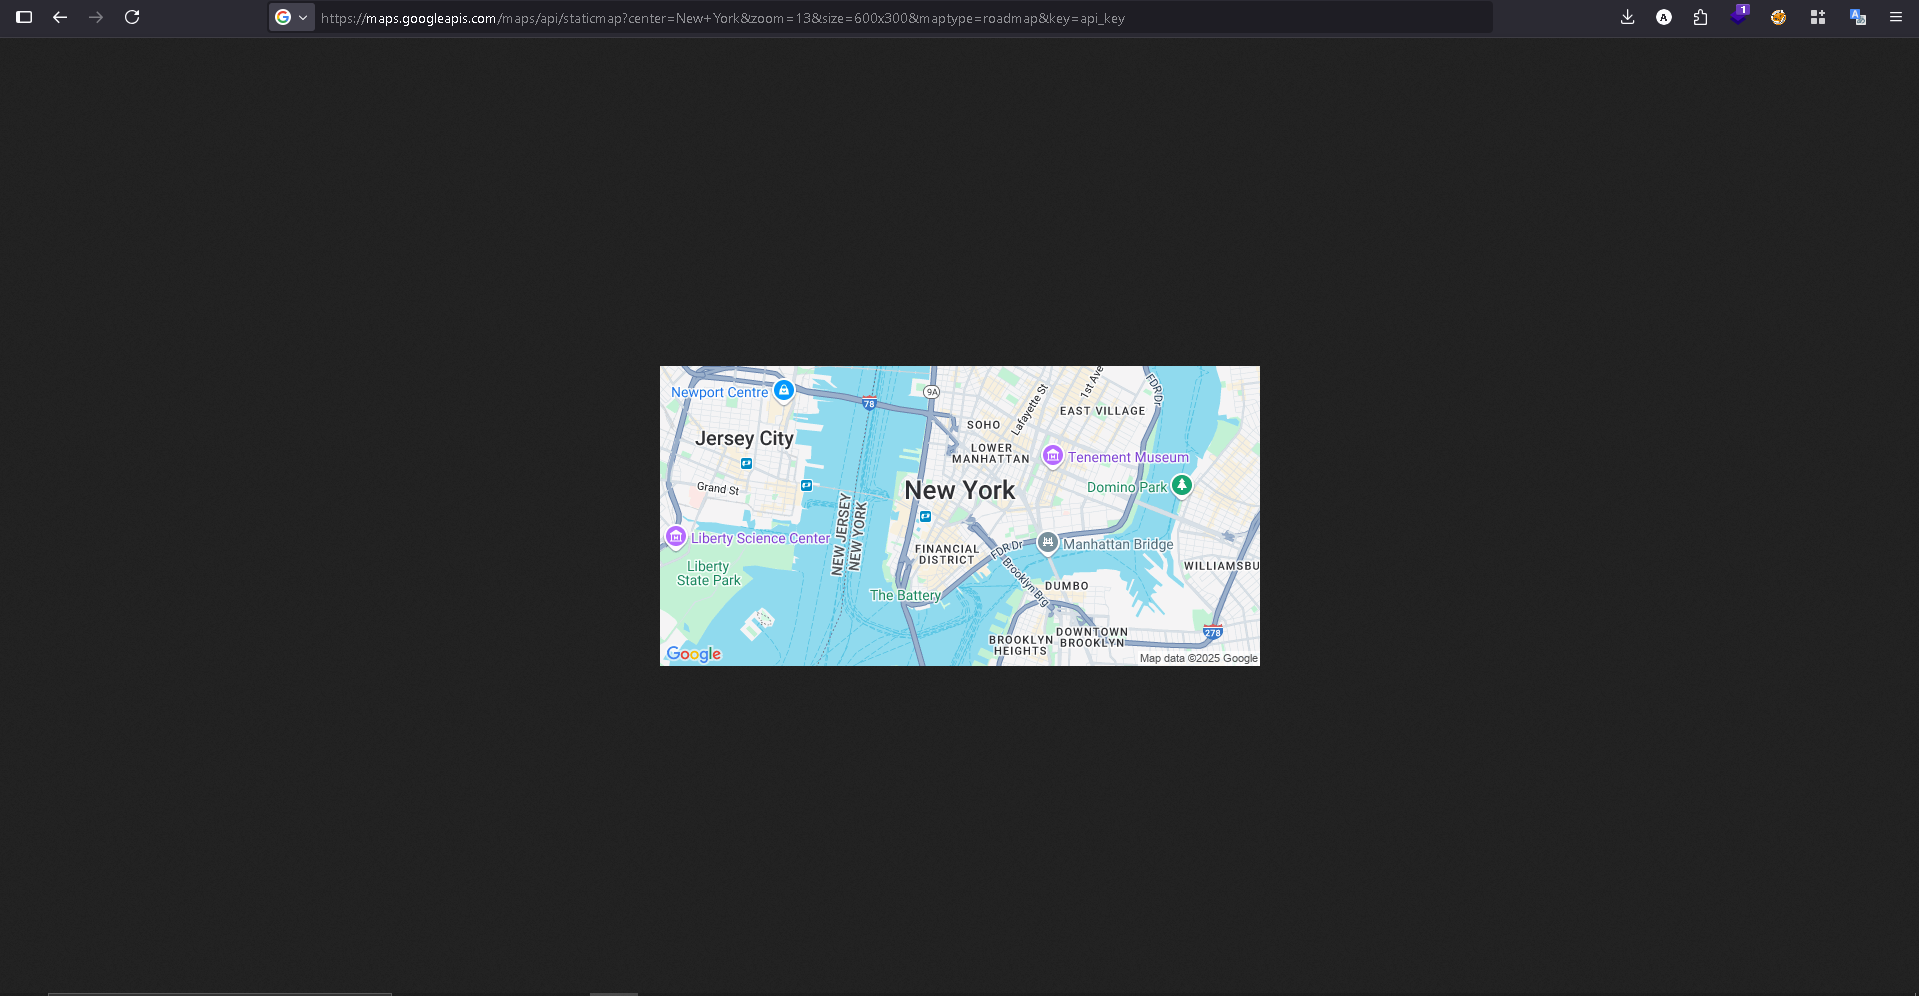 https://maps.googleapis.com/maps/api/staticmap?center=New+York&zoom=13&size=600x300&maptype=roadmap&key=api_key
A
1
Newport Centre
78
9A
Lafayette St
1st Ave
FDR Dr
EAST VILLAGE
SOHO
Jersey City
LOWER
MANHATTAN
Tenement Museum
Grand St
New York
Domino Park
NEW JERSEY
NEW YORK
Liberty Science Center
FINANCIAL
DISTRICT
FDR Dr
Manhattan Bridge
Liberty
State Park
Brooklyn Brg
WILLIAMSBU
The Battery
DUMBO
BROOKLYN
HEIGHTS
DOWNTOWN
BROOKLYN
278
Google
Map data ©2025 Google